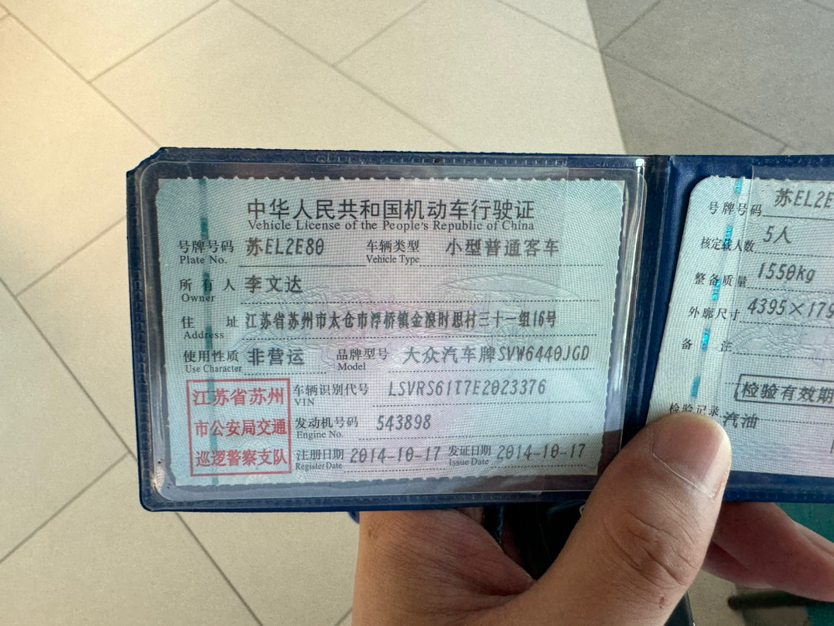 中华人民共和国机动车行驶证
Vehicle License of the People's Republic of China
号牌号码 苏EL2E80 车辆类型 小型普通客车
Plate No. Vehicle Type
所有人 李文达
Owner
住址 江苏省苏州市太仓市浮桥镇金浪时思村三十一组16号
Address
使用性质 非营运 品牌型号 大众汽车牌SVW6440JGD
Use Character Model
江苏省苏州
市公安局交通
巡逻警察支队
车辆识别代号 LSVRS61T7E2023376
VIN
发动机号码 543898
Engine No.
注册日期 2014-10-17 发证日期 2014-10-17
Register Date Issue Date
号牌号码 苏EL2E
核定载人数 5人
整备质量 1550kg
外廓尺寸 4395×179
备注
检验有效期
检验记录
汽油